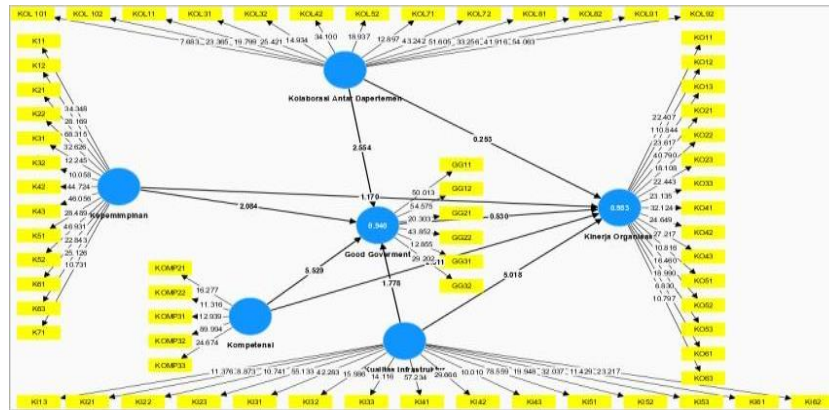 KOL 101 KOL 102 KOL11 KOL31 KOL32 KOL42 KOL52 KOL71 KOL72 KOL81 KOL82 KOL91 KOL92
7.683 23.365 19.799 25.421 14.934 34.100 18.937 12.897 43.242 51.605 33.256 41.916 54.063
Kolaborasi Antar Dapertemen
K11
K12
K21
K22
K31
K32
K42
K43
K51
K52
K61
K63
K71
34.346
28.169
68.315
32.626
12.245
10.058
44.724
46.056
28.489
46.931
22.843
25.126
10.731
Kepemimpinan
2.554
0.253
2.084
1.170
GG11
GG12
GG21
GG22
GG31
GG32
50.013
54.575
20.303
43.852
12.855
29.202
0.940
Good Goverment
0.530
KO11
KO12
KO13
KO21
KO22
KO23
KO33
KO41
KO42
KO43
KO51
KO52
KO53
KO61
KO63
22.407
110.844
23.617
40.790
18.108
22.443
23.135
32.124
24.649
27.217
10.816
16.460
18.990
6.830
10.797
Kinerja Organisasi
KOMP21
KOMP22
KOMP31
KOMP32
KOMP33
16.277
11.316
12.939
89.994
24.674
Kompetensi
5.529
1.778
5.018
Kualitas Infrastruktur
11.376 8.873 10.741 55.133 42.283 15.996 14.116 57.234 29.666 10.010 78.559 19.948 32.037 11.429 23.217
KI13 KI21 KI22 KI23 KI31 KI32 KI33 KI41 KI42 KI43 KI51 KI52 KI53 KI61 KI62